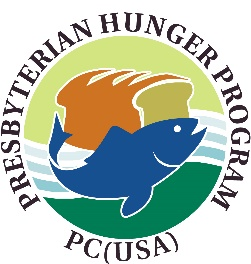 PRESBYTERIAN HUNGER PROGRAM
PC(USA)